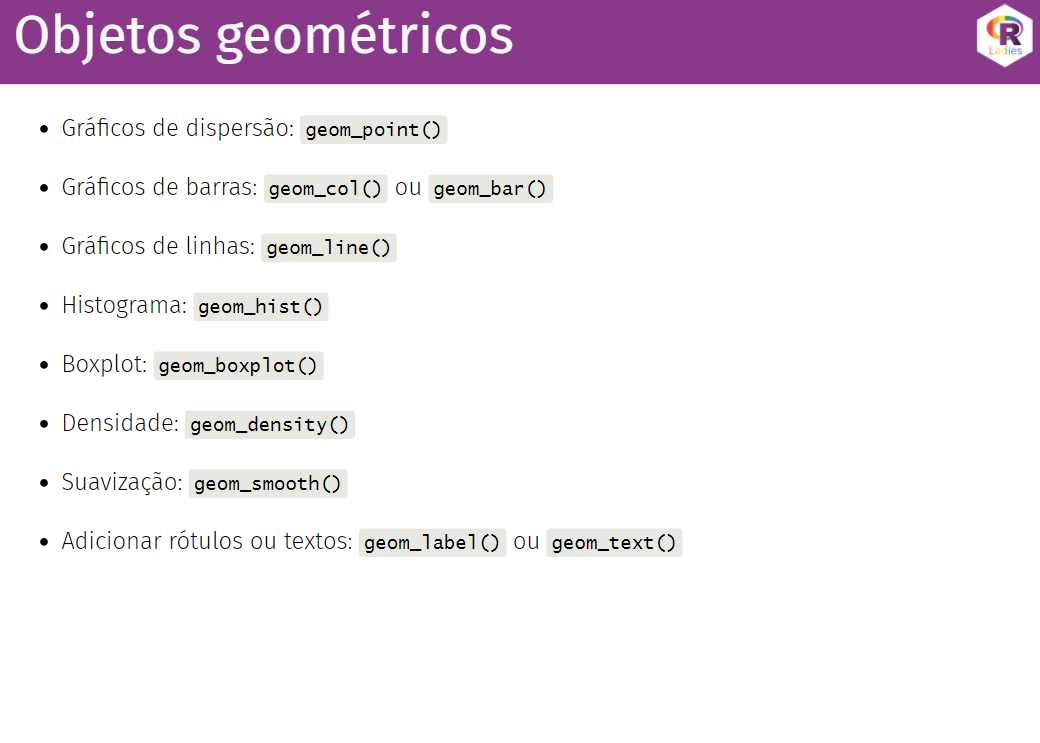 Objetos geométricos
R
Ladies
Gráficos de dispersão: geom_point()
Gráficos de barras: geom_col() ou geom_bar()
Gráficos de linhas: geom_line()
Histograma: geom_hist()
Boxplot: geom_boxplot()
Densidade: geom_density()
Suavização: geom_smooth()
Adicionar rótulos ou textos: geom_label() ou geom_text()